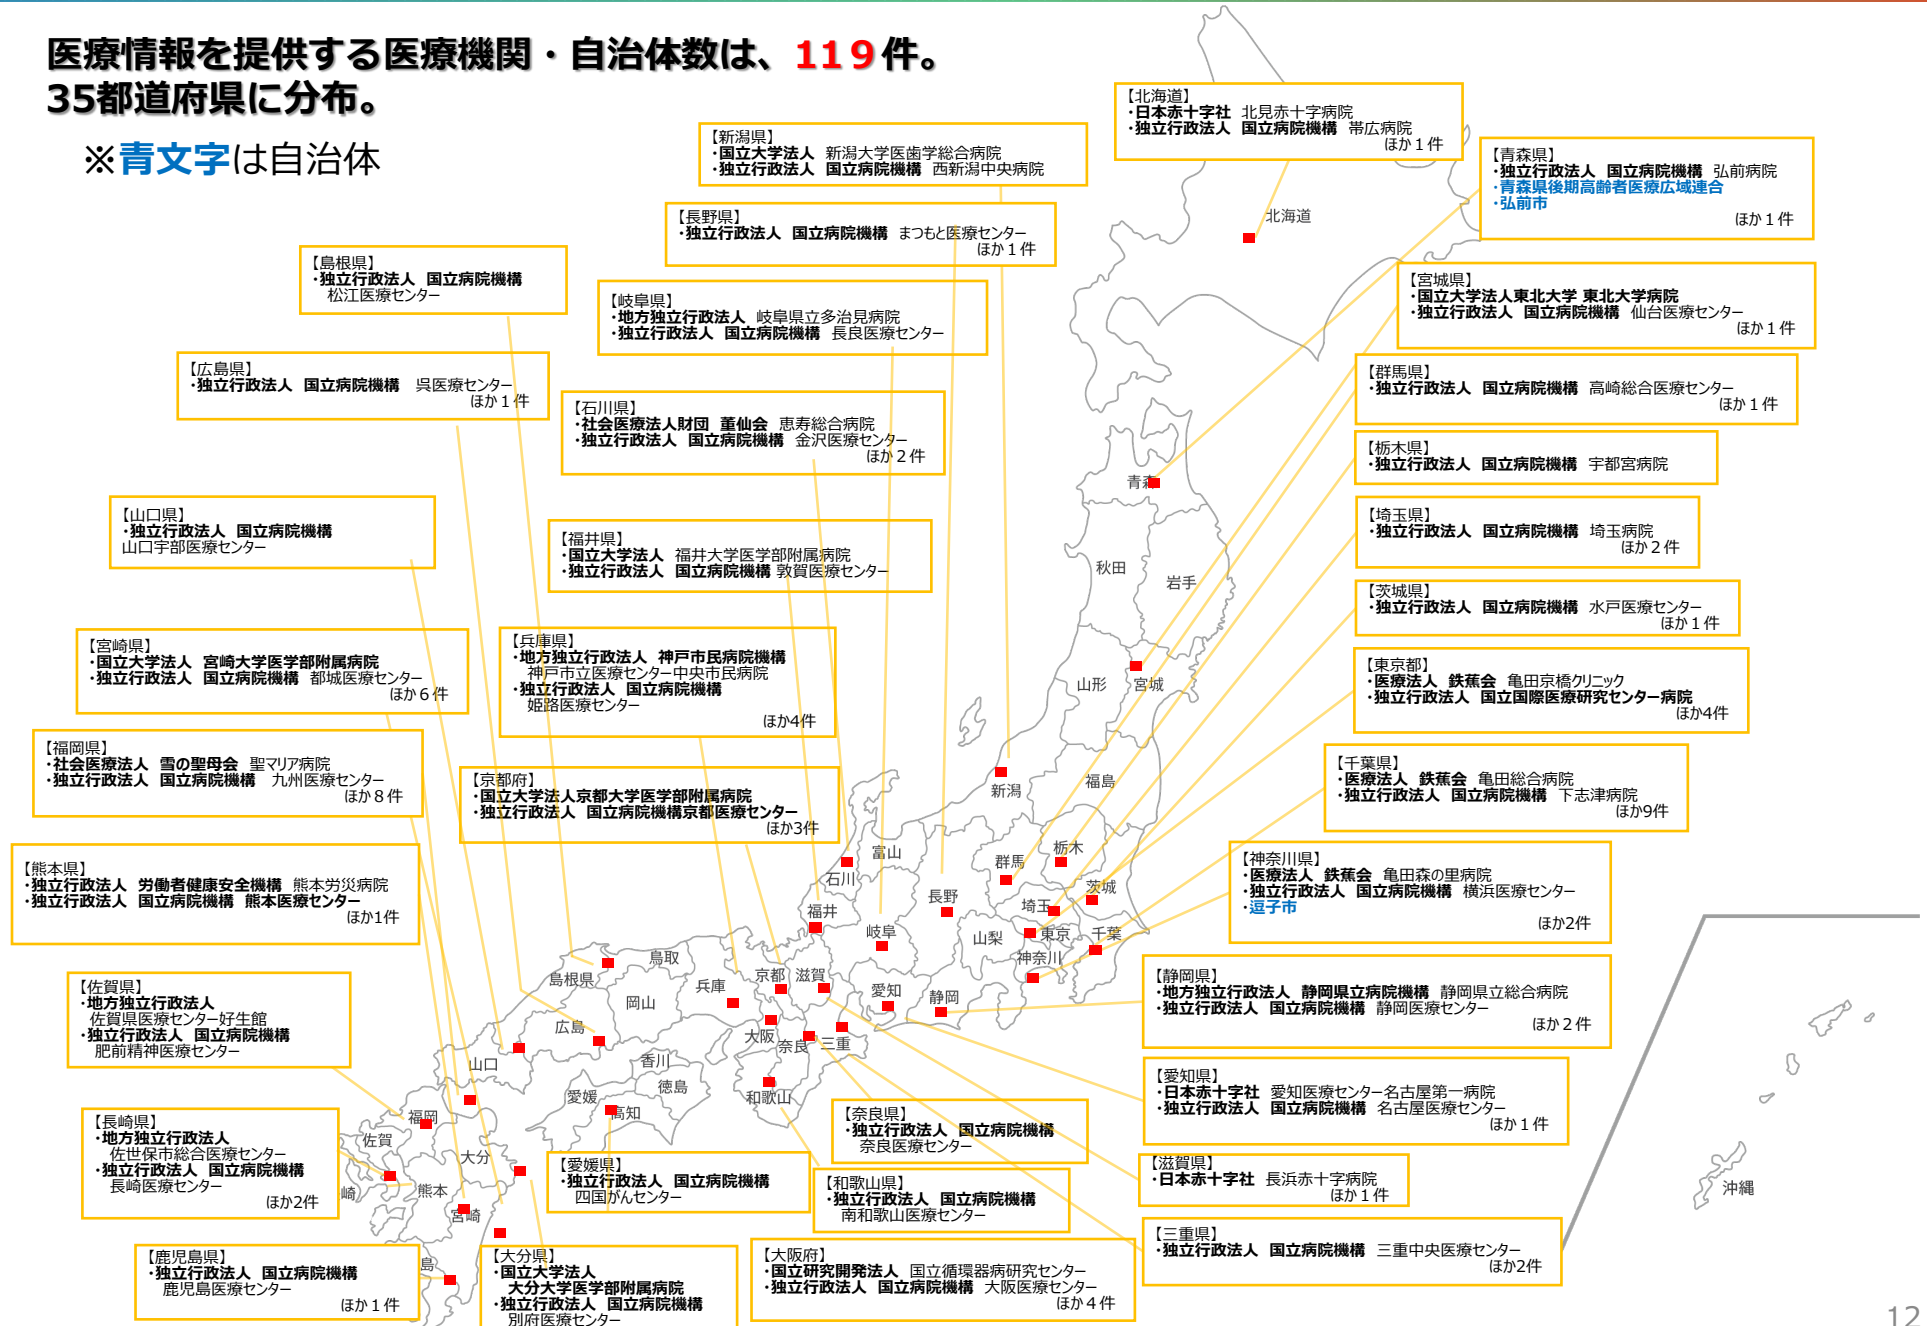 医療情報を提供する医療機関・自治体数は、119件。
35都道府県に分布。
※青文字は自治体
【北海道】
・日本赤十字社 北見赤十字病院
・独立行政法人 国立病院機構 帯広病院
ほか１件
【青森県】
・独立行政法人 国立病院機構 弘前病院
・青森県後期高齢者医療広域連合
・弘前市
ほか１件
【新潟県】
・国立大学法人 新潟大学医歯学総合病院
・独立行政法人 国立病院機構 西新潟中央病院
【長野県】
・独立行政法人 国立病院機構 まつもと医療センター
ほか１件
【宮城県】
・国立大学法人東北大学 東北大学病院
・独立行政法人 国立病院機構 仙台医療センター
ほか１件
【島根県】
・独立行政法人 国立病院機構
松江医療センター
【岐阜県】
・地方独立行政法人 岐阜県立多治見病院
・独立行政法人 国立病院機構 長良医療センター
【広島県】
・独立行政法人 国立病院機構 呉医療センター
ほか１件
【群馬県】
・独立行政法人 国立病院機構 高崎総合医療センター
ほか１件
【石川県】
・社会医療法人財団 董仙会 恵寿総合病院
・独立行政法人 国立病院機構 金沢医療センター
ほか２件
【栃木県】
・独立行政法人 国立病院機構 宇都宮病院
【山口県】
・独立行政法人 国立病院機構
山口宇部医療センター
【福井県】
・国立大学法人 福井大学医学部附属病院
・独立行政法人 国立病院機構 敦賀医療センター
【埼玉県】
・独立行政法人 国立病院機構 埼玉病院
ほか２件
【茨城県】
・独立行政法人 国立病院機構 水戸医療センター
ほか１件
【宮崎県】
・国立大学法人 宮崎大学医学部附属病院
・独立行政法人 国立病院機構 都城医療センター
ほか６件
【兵庫県】
・地方独立行政法人 神戸市民病院機構
神戸市立医療センター中央市民病院
・独立行政法人 国立病院機構
姫路医療センター
ほか4件
【東京都】
・医療法人 鉄蕉会 亀田京橋クリニック
・独立行政法人 国立国際医療研究センター病院
ほか4件
【福岡県】
・社会医療法人 雪の聖母会 聖マリア病院
・独立行政法人 国立病院機構 九州医療センター
ほか８件
【京都府】
・国立大学法人京都大学医学部附属病院
・独立行政法人 国立病院機構京都医療センター
ほか3件
【千葉県】
・医療法人 鉄蕉会 亀田総合病院
・独立行政法人 国立病院機構 下志津病院
ほか9件
【熊本県】
・独立行政法人 労働者健康安全機構 熊本労災病院
・独立行政法人 国立病院機構 熊本医療センター
ほか1件
【神奈川県】
・医療法人 鉄蕉会 亀田森の里病院
・独立行政法人 国立病院機構 横浜医療センター
・逗子市
ほか2件
【佐賀県】
・地方独立行政法人
佐賀県医療センター好生館
・独立行政法人 国立病院機構
肥前精神医療センター
【静岡県】
・地方独立行政法人 静岡県立病院機構 静岡県立総合病院
・独立行政法人 国立病院機構 静岡医療センター
ほか２件
【愛知県】
・日本赤十字社 愛知医療センター名古屋第一病院
・独立行政法人 国立病院機構 名古屋医療センター
ほか１件
【長崎県】
・地方独立行政法人
佐世保市総合医療センター
・独立行政法人 国立病院機構
長崎医療センター
ほか2件
【愛媛県】
・独立行政法人 国立病院機構
四国がんセンター
【奈良県】
・独立行政法人 国立病院機構
奈良医療センター
【和歌山県】
・独立行政法人 国立病院機構
南和歌山医療センター
【滋賀県】
・日本赤十字社 長浜赤十字病院
ほか１件
【三重県】
・独立行政法人 国立病院機構 三重中央医療センター
ほか2件
【鹿児島県】
・独立行政法人 国立病院機構
鹿児島医療センター
ほか１件
【大分県】
・国立大学法人
大分大学医学部附属病院
・独立行政法人 国立病院機構
別府医療センター
【大阪府】
・国立研究開発法人 国立循環器病研究センター
・独立行政法人 国立病院機構 大阪医療センター
ほか４件
北海道
青森
秋田
岩手
山形
宮城
新潟
福島
富山
石川
群馬
栃木
茨城
福井
長野
埼玉
岐阜
山梨
東京
千葉
神奈川
鳥取
島根県
兵庫
京都
滋賀
愛知
静岡
岡山
広島
大阪
奈良
三重
山口
香川
徳島
愛媛
高知
和歌山
福岡
佐賀
大分
熊本
崎
宮崎
島
沖縄
12